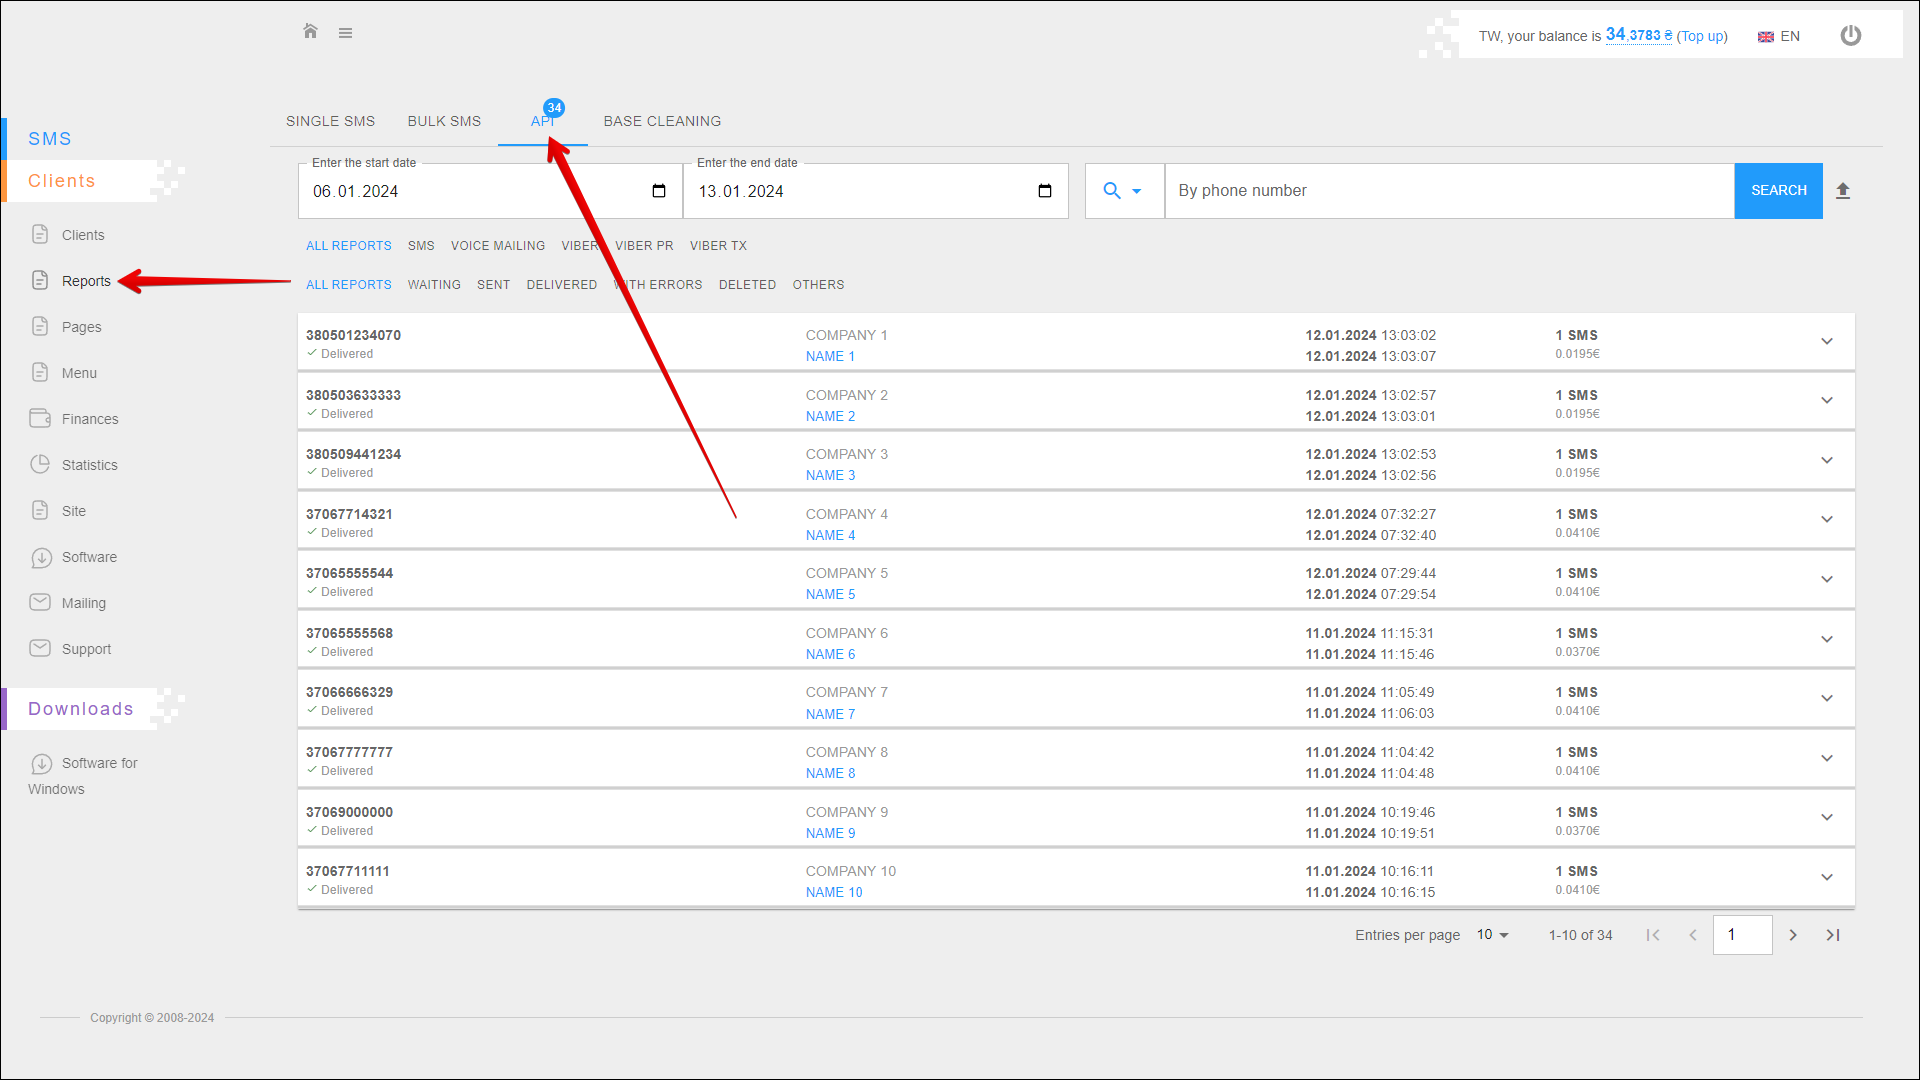 TW, your balance is 34,3783 ₴ (Top up) EN
SMS
Clients
Clients
Reports
Pages
Menu
Finances
Statistics
Site
Software
Mailing
Support
Downloads
Software for
Windows
SINGLE SMS BULK SMS API 34 BASE CLEANING
Enter the start date Enter the end date
06.01.2024 13.01.2024 By phone number SEARCH
ALL REPORTS SMS VOICE MAILING VIBER VIBER PR VIBER TX
ALL REPORTS WAITING SENT DELIVERED WITH ERRORS DELETED OTHERS
380501234070 COMPANY 1 12.01.2024 13:03:02 1 SMS
Delivered NAME 1 12.01.2024 13:03:07 0.0195€
380503633333 COMPANY 2 12.01.2024 13:02:57 1 SMS
Delivered NAME 2 12.01.2024 13:03:01 0.0195€
380509441234 COMPANY 3 12.01.2024 13:02:53 1 SMS
Delivered NAME 3 12.01.2024 13:02:56 0.0195€
37067714321 COMPANY 4 12.01.2024 07:32:27 1 SMS
Delivered NAME 4 12.01.2024 07:32:40 0.0410€
37065555544 COMPANY 5 12.01.2024 07:29:44 1 SMS
Delivered NAME 5 12.01.2024 07:29:54 0.0410€
37065555568 COMPANY 6 11.01.2024 11:15:31 1 SMS
Delivered NAME 6 11.01.2024 11:15:46 0.0370€
37066666329 COMPANY 7 11.01.2024 11:05:49 1 SMS
Delivered NAME 7 11.01.2024 11:06:03 0.0410€
37067777777 COMPANY 8 11.01.2024 11:04:42 1 SMS
Delivered NAME 8 11.01.2024 11:04:48 0.0410€
37069000000 COMPANY 9 11.01.2024 10:19:46 1 SMS
Delivered NAME 9 11.01.2024 10:19:51 0.0370€
37067711111 COMPANY 10 11.01.2024 10:16:11 1 SMS
Delivered NAME 10 11.01.2024 10:16:15 0.0410€
Entries per page 10 1-10 of 34 1
Copyright © 2008-2024